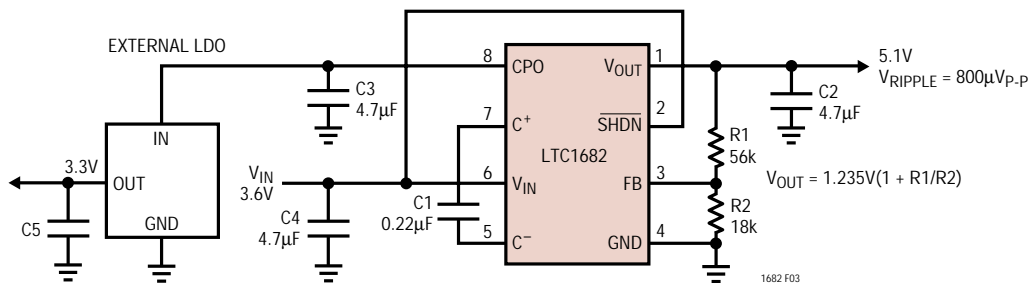 EXTERNAL LDO
IN
3.3V
OUT
GND
C5
C3
4.7µF
VIN
3.6V
C4
4.7µF
C1
0.22µF
8
CPO
7
C+
6
VIN
5
C−
LTC1682
VOUT
1
SHDN
2
FB
3
GND
4
R1
56k
R2
18k
C2
4.7µF
5.1V
VRIPPLE = 800µVP-P
VOUT = 1.235V(1 + R1/R2)
1682 F03